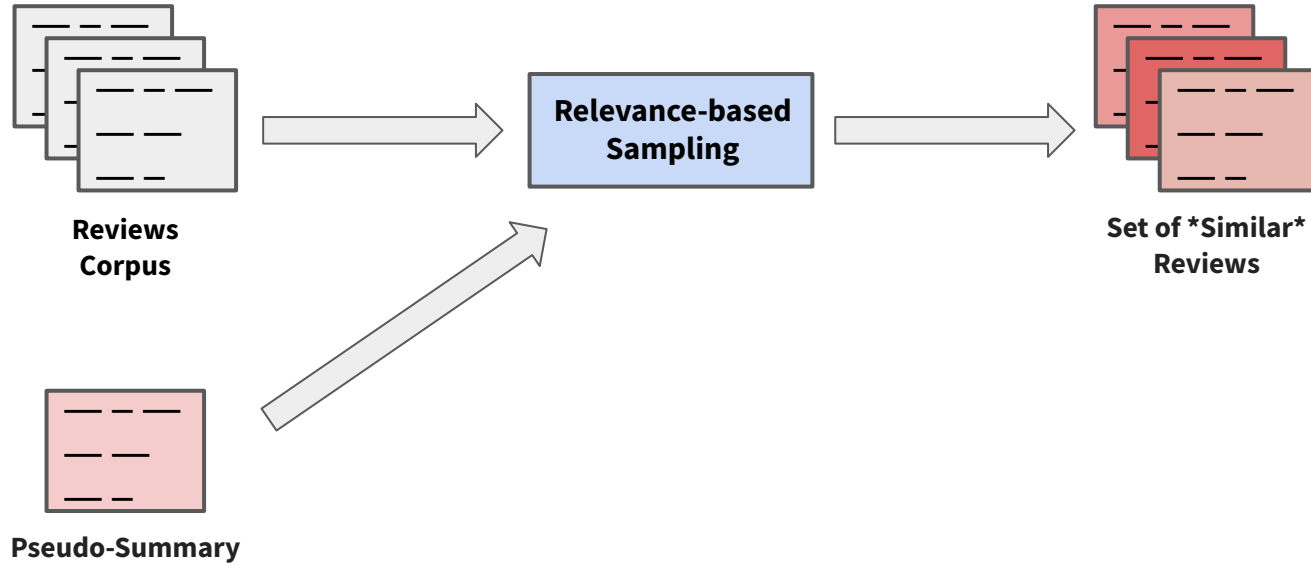 Relevance-based
Sampling
Reviews
Corpus
Set of *Similar*
Reviews
Pseudo-Summary